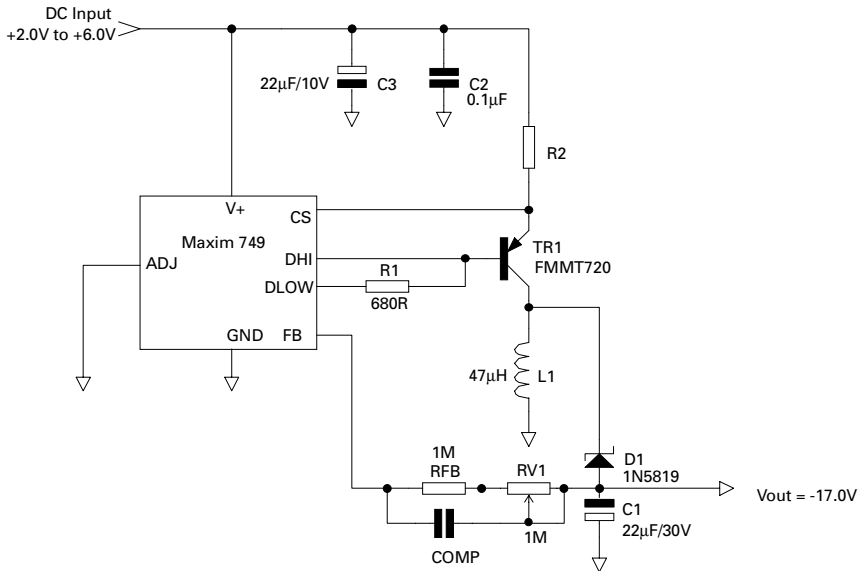 DC Input
+2.0V to +6.0V
22µF/10V
C3
C2
0.1µF
R2
V+
CS
Maxim 749
TR1
FMMT720
ADJ
DHI
R1
DLOW
680R
GND
FB
47µH
L1
1M
RFB
RV1
D1
1N5819
Vout = -17.0V
C1
22µF/30V
1M
COMP